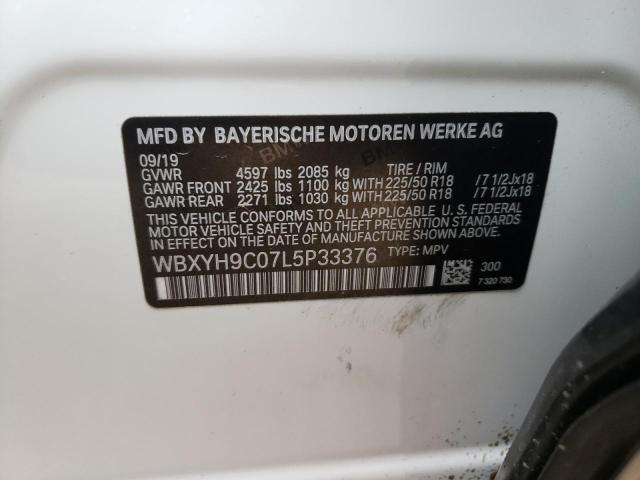 MFD BY BAYERISCHE MOTOREN WERKE AG
09/19
GVWR 4597 lbs 2085 kg TIRE / RIM
GAWR FRONT 2425 lbs 1100 kg WITH 225/50 R18 /7 1/2Jx18
GAWR REAR 2271 lbs 1030 kg WITH 225/50 R18 /7 1/2Jx18
THIS VEHICLE CONFORMS TO ALL APPLICABLE U. S. FEDERAL
MOTOR VEHICLE SAFETY AND THEFT PREVENTION STANDARDS
IN EFFECT ON THE DATE OF MANUFACTURE SHOWN ABOVE.
WBXYH9C07L5P33376 TYPE: MPV
300
7 320 730